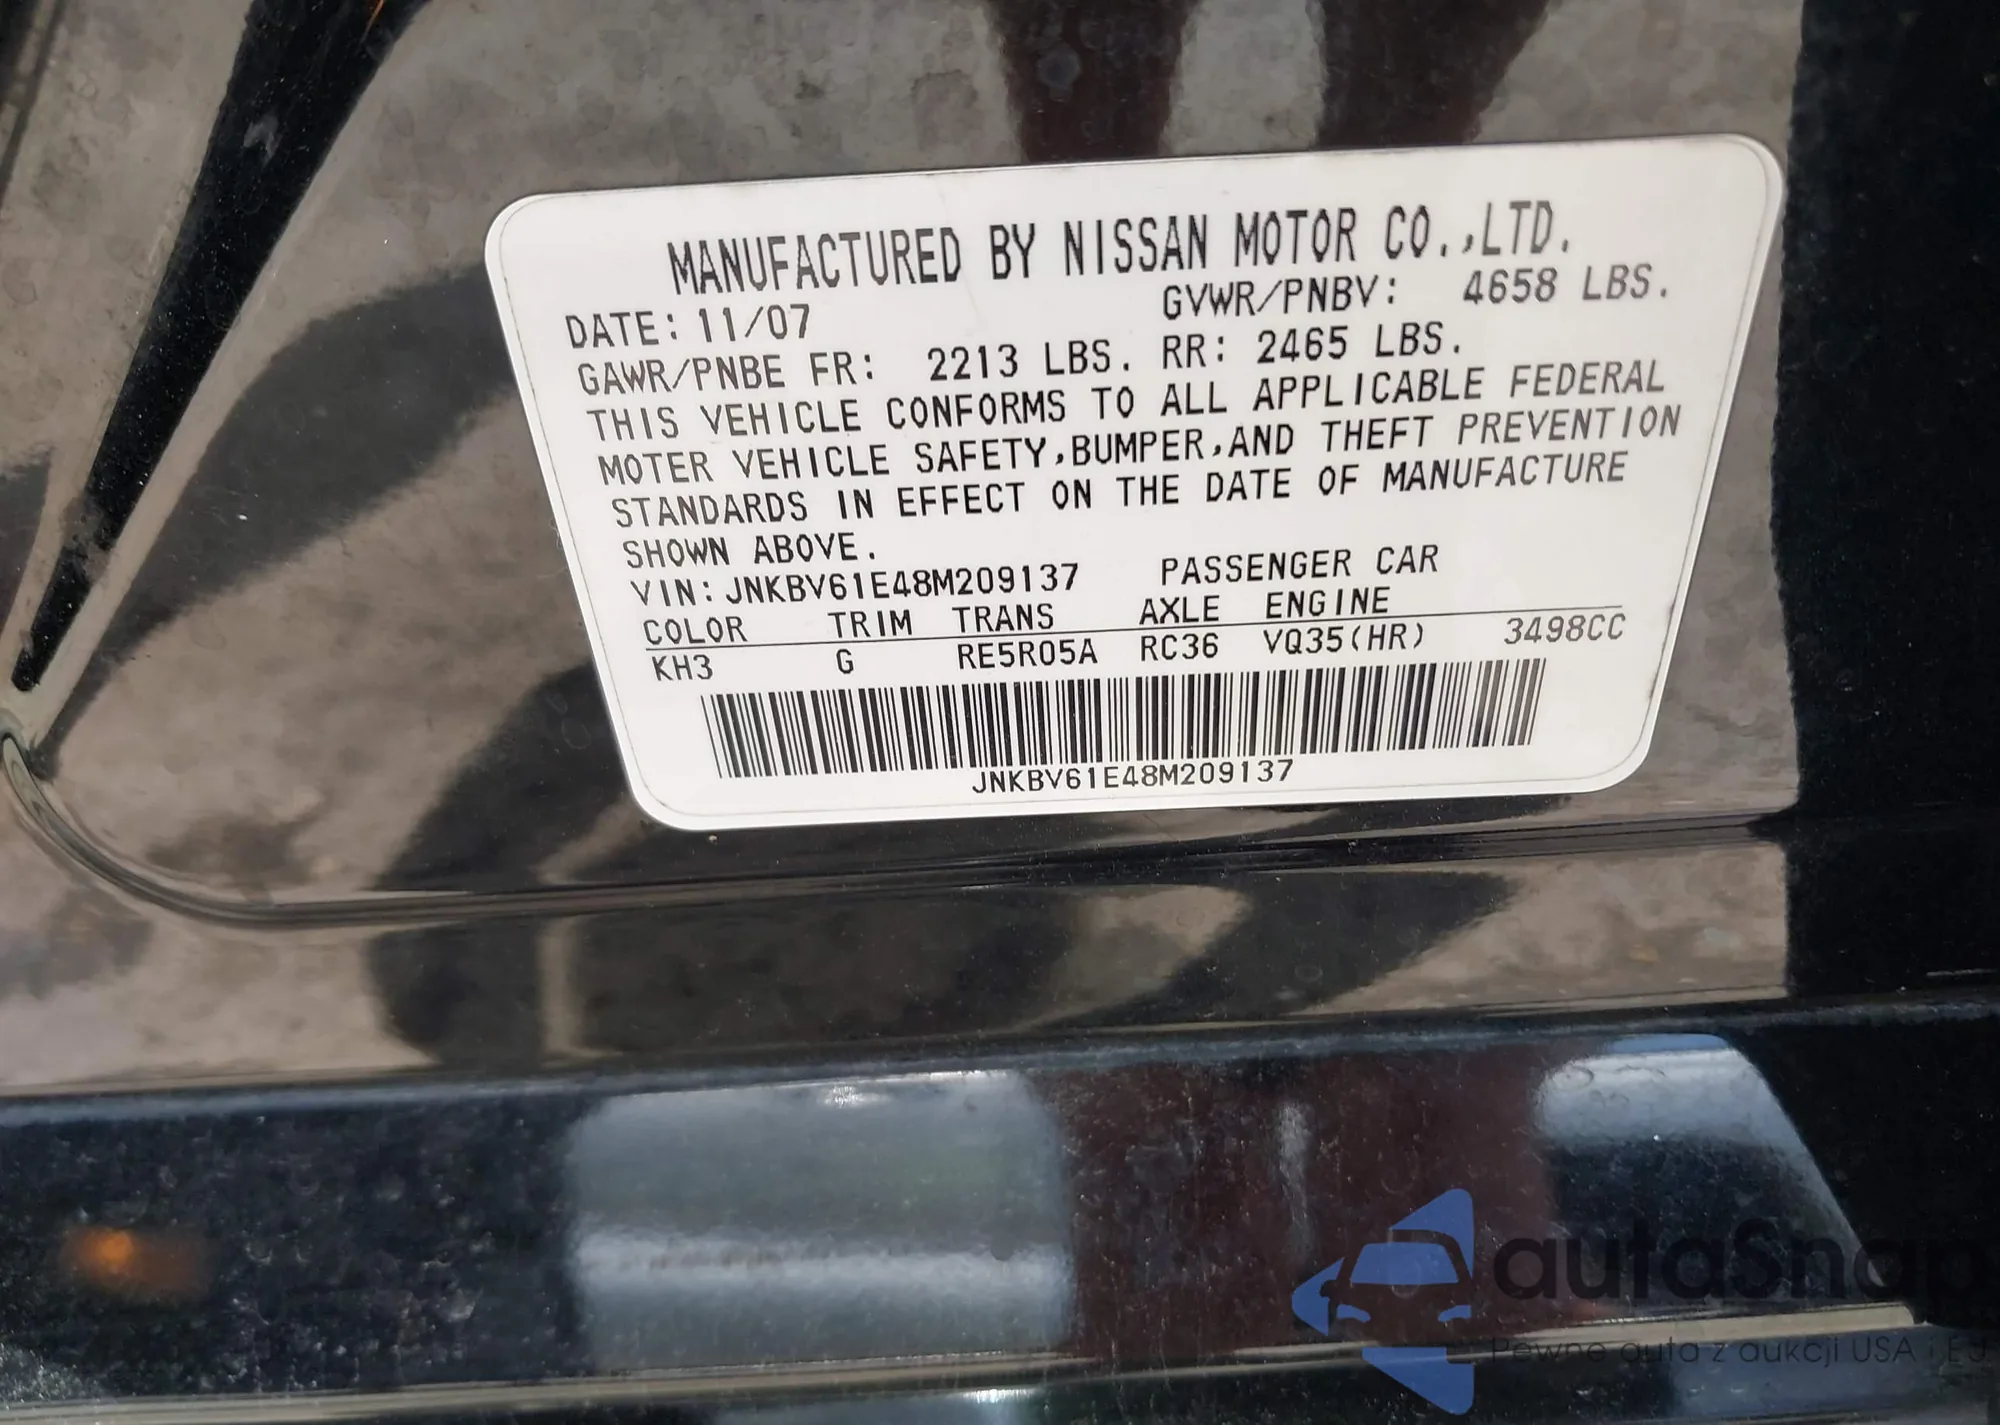 MANUFACTURED BY NISSAN MOTOR CO.,LTD.
DATE: 11/07 GVWR/PNBV: 4658 LBS.
GAWR/PNBE FR: 2213 LBS. RR: 2465 LBS.
THIS VEHICLE CONFORMS TO ALL APPLICABLE FEDERAL
MOTER VEHICLE SAFETY,BUMPER,AND THEFT PREVENTION
STANDARDS IN EFFECT ON THE DATE OF MANUFACTURE
SHOWN ABOVE.
VIN: JNKBV61E48M209137 PASSENGER CAR
COLOR TRIM TRANS AXLE ENGINE
KH3 G RE5R05A RC36 VQ35(HR) 3498CC
JNKBV61E48M209137
autaSnap
Pewne auta z aukcji USA i EU